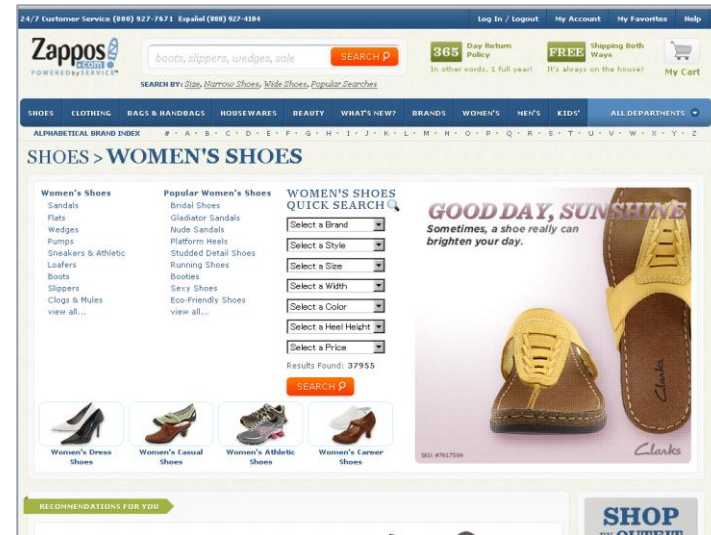 24/7 Customer Service (800) 927-7671 Español (888) 927-4104
Log In / Logout My Account My Favorites Help
Zappos.com
POWERED by SERVICE™
boots, slippers, wedges, sale
SEARCH
365 Day Return Policy
In other words, 1 full year!
FREE Shipping Both Ways
It's always on the house!
My Cart
SEARCH BY: Size, Narrow Shoes, Wide Shoes, Popular Searches
SHOES CLOTHING BAGS & HANDBAGS HOUSEWARES BEAUTY WHAT'S NEW? BRANDS WOMEN'S MEN'S KIDS' ALL DEPARTMENTS
ALPHABETICAL BRAND INDEX # · A · B · C · D · E · F · G · H · I · J · K · L · M · N · O · P · Q · R · S · T · U · V · W · X · Y · Z
SHOES > WOMEN'S SHOES
Women's Shoes
Sandals
Flats
Wedges
Pumps
Sneakers & Athletic
Loafers
Boots
Slippers
Clogs & Mules
view all...
Popular Women's Shoes
Bridal Shoes
Gladiator Sandals
Nude Sandals
Platform Heels
Studded Detail Shoes
Running Shoes
Booties
Sexy Shoes
Eco-Friendly Shoes
view all...
WOMEN'S SHOES
QUICK SEARCH
Select a Brand
Select a Style
Select a Size
Select a Width
Select a Color
Select a Heel Height
Select a Price
Results Found: 37955
SEARCH
GOOD DAY, SUNSHINE
Sometimes, a shoe really can
brighten your day.
Clarks
Clarks
SKU: #7617509
Women's Dress
Shoes
Women's Casual
Shoes
Women's Athletic
Shoes
Women's Career
Shoes
RECOMMENDATIONS FOR YOU
SHOP
BY OUTFIT